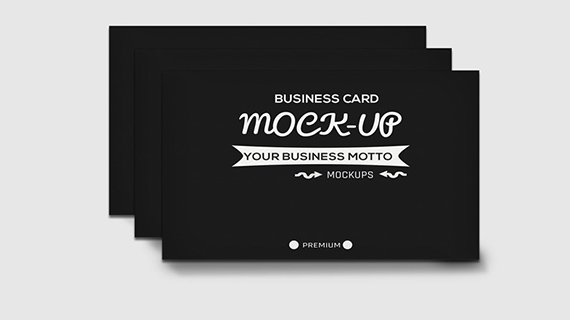 BUSINESS CARD
MOCK-UP
YOUR BUSINESS MOTTO
MOCKUPS
PREMIUM